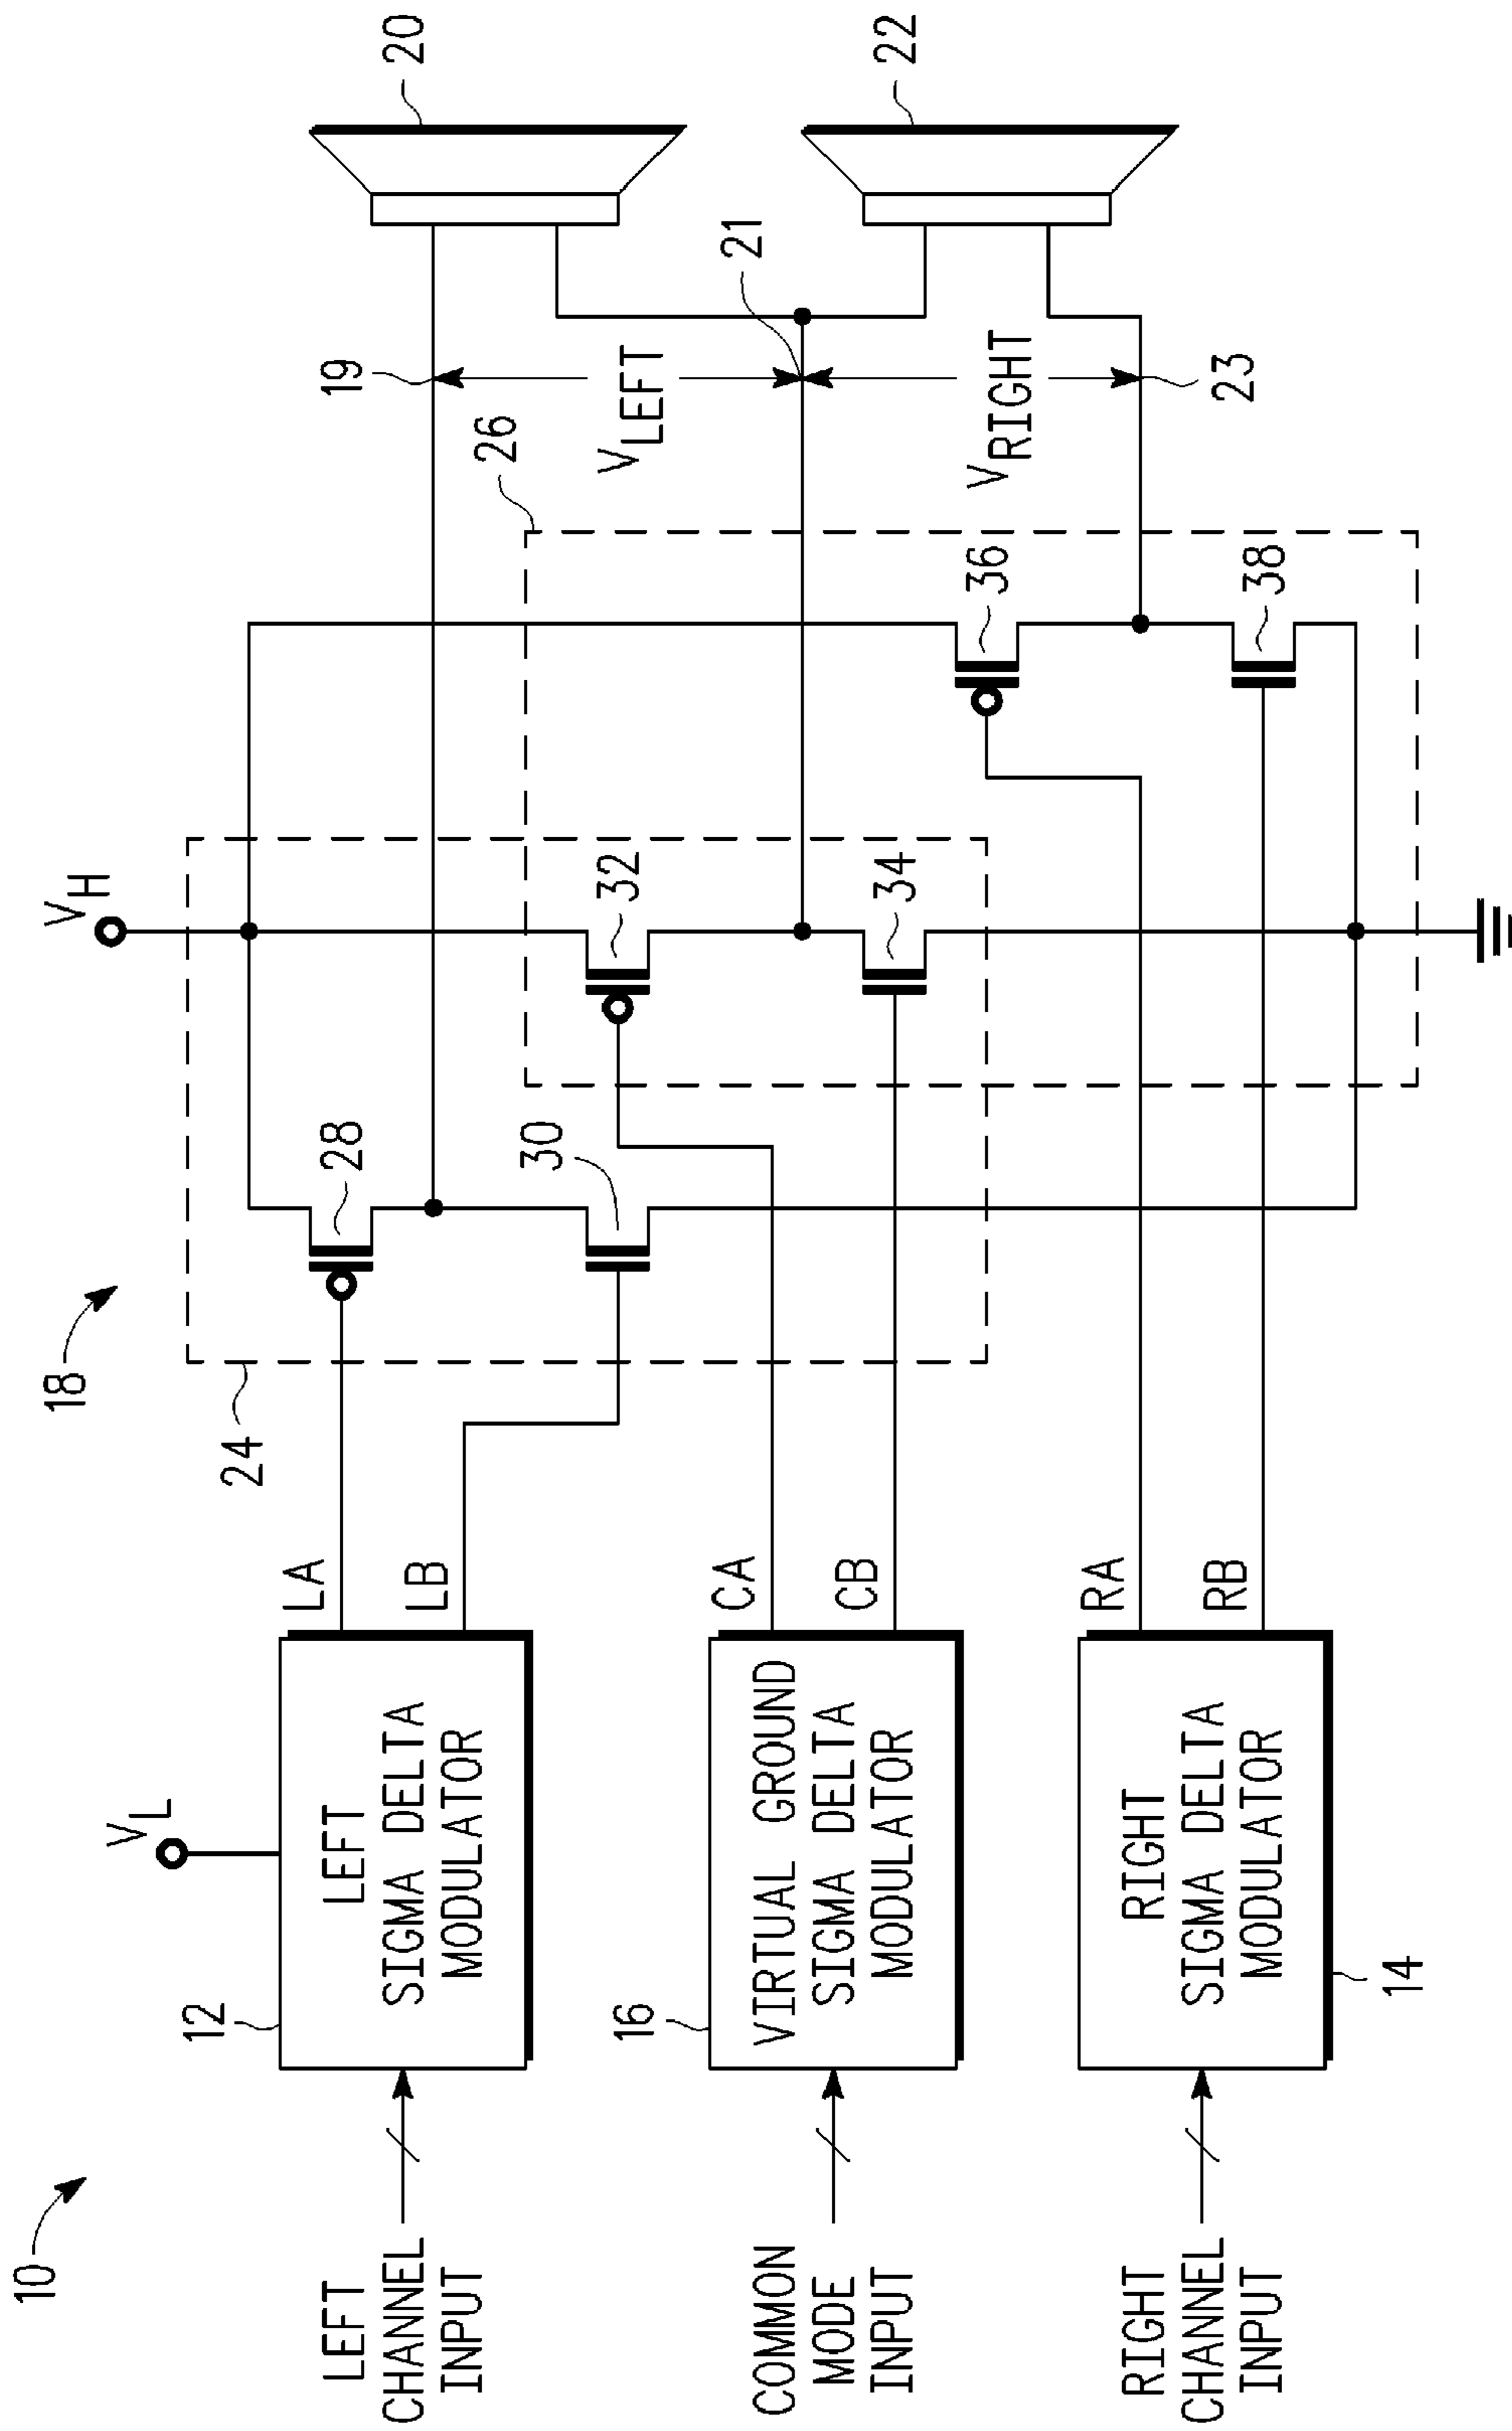 10
18
V_L
V_H
12
LEFT
CHANNEL
INPUT
LEFT
SIGMA DELTA
MODULATOR
LA
LB
24
28
30
26
19
20
16
COMMON
MODE
INPUT
VIRTUAL GROUND
SIGMA DELTA
MODULATOR
CA
CB
32
34
V_LEFT
21
RIGHT
CHANNEL
INPUT
RIGHT
SIGMA DELTA
MODULATOR
14
RA
RB
36
38
V_RIGHT
23
22